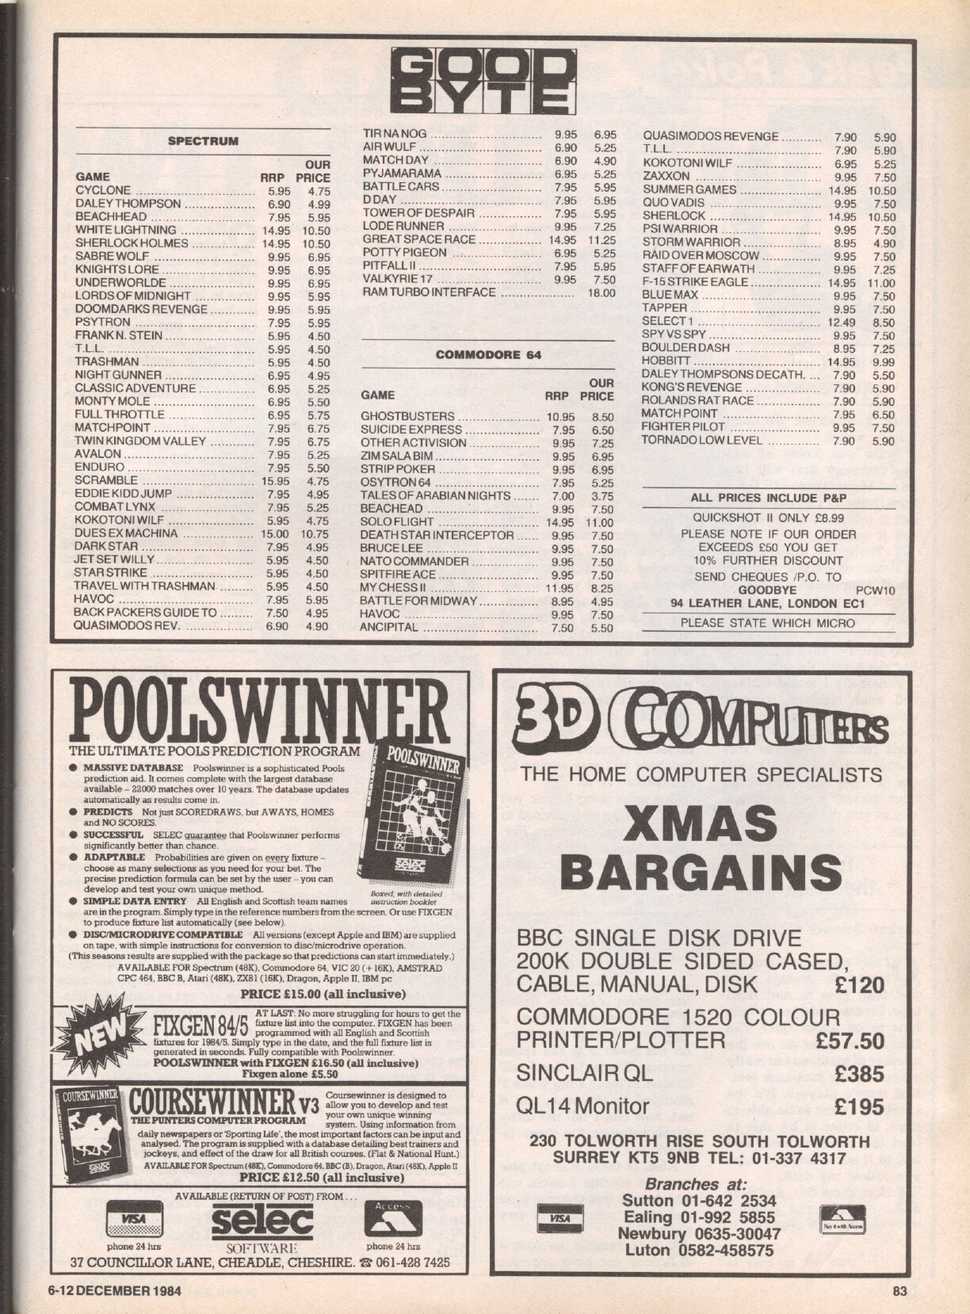 GOOD
BYTE
SPECTRUM
OUR
GAME RRP PRICE
CYCLONE 5.95 4.75
DALEY THOMPSON 6.90 4.99
BEACHHEAD 7.95 5.95
WHITE LIGHTNING 14.95 10.50
SHERLOCK HOLMES 14.95 10.50
SABRE WOLF 9.95 6.95
KNIGHTS LORE 9.95 6.95
UNDERWORLDE 9.95 6.95
LORDS OF MIDNIGHT 9.95 5.95
DOOMDARKS REVENGE 9.95 5.95
PSYTRON 7.95 5.95
FRANK N. STEIN 5.95 4.50
T.L.L. 5.95 4.50
TRASHMAN 5.95 4.50
NIGHT GUNNER 6.95 4.95
CLASSIC ADVENTURE 6.95 5.25
MONTY MOLE 6.95 5.50
FULL THROTTLE 6.95 5.75
MATCHPOINT 7.95 6.75
TWIN KINGDOM VALLEY 7.95 6.75
AVALON 7.95 5.25
ENDURO 7.95 5.50
SCRAMBLE 15.95 4.75
EDDIE KIDD JUMP 7.95 4.95
COMBAT LYNX 7.95 5.25
KOKOTONI WILF 5.95 4.75
DUES EX MACHINA 15.00 10.75
DARK STAR 7.95 4.95
JET SET WILLY 5.95 4.50
STAR STRIKE 5.95 4.50
TRAVEL WITH TRASHMAN 5.95 4.50
HAVOC 7.95 5.95
BACK PACKERS GUIDE TO 7.50 4.95
QUASIMODOS REV. 6.90 4.90
TIR NA NOG 9.95 6.95
AIR WULF 6.90 5.25
MATCH DAY 6.90 4.90
PYJAMARAMA 6.95 5.25
BATTLE CARS 7.95 5.95
D DAY 7.95 5.95
TOWER OF DESPAIR 7.95 5.95
LODE RUNNER 9.95 7.25
GREAT SPACE RACE 14.95 11.25
POTTY PIGEON 6.95 5.25
PITFALL II 7.95 5.95
VALKYRIE 17 9.95 7.50
RAM TURBO INTERFACE 18.00
COMMODORE 64
OUR
GAME RRP PRICE
GHOSTBUSTERS 10.95 8.50
SUICIDE EXPRESS 7.95 6.50
OTHER ACTIVISION 9.95 7.25
ZIM SALA BIM 9.95 6.95
STRIP POKER 9.95 6.95
OSYTRON 64 7.95 5.25
TALES OF ARABIAN NIGHTS 7.00 3.75
BEACHEAD 9.95 7.50
SOLO FLIGHT 14.95 11.00
DEATH STAR INTERCEPTOR 9.95 7.50
BRUCE LEE 9.95 7.50
NATO COMMANDER 9.95 7.50
SPITFIRE ACE 9.95 7.50
MY CHESS II 11.95 8.25
BATTLE FOR MIDWAY 8.95 4.95
HAVOC 9.95 7.50
ANCIPITAL 7.50 5.50
QUASIMODOS REVENGE 7.90 5.90
T.L.L. 7.90 5.90
KOKOTONI WILF 6.95 5.25
ZAXXON 9.95 7.50
SUMMER GAMES 14.95 10.50
QUO VADIS 9.95 7.50
SHERLOCK 14.95 10.50
PSI WARRIOR 9.95 7.50
STORM WARRIOR 8.95 4.90
RAID OVER MOSCOW 9.95 7.50
STAFF OF EARWATH 9.95 7.25
F-15 STRIKE EAGLE 14.95 11.00
BLUE MAX 9.95 7.50
TAPPER 9.95 7.50
SELECT 1 12.49 8.50
SPY VS SPY 9.95 7.50
BOULDER DASH 8.95 7.25
HOBBITT 14.95 9.99
DALEY THOMPSONS DECATH. 7.90 5.50
KONG'S REVENGE 7.90 5.90
ROLANDS RAT RACE 7.90 5.90
MATCH POINT 7.95 6.50
FIGHTER PILOT 9.95 7.50
TORNADO LOW LEVEL 7.90 5.90
ALL PRICES INCLUDE P&P
QUICKSHOT II ONLY £8.99
PLEASE NOTE IF OUR ORDER
EXCEEDS £50 YOU GET
10% FURTHER DISCOUNT
SEND CHEQUES /P.O. TO
GOODBYTE PCW10
94 LEATHER LANE, LONDON EC1
PLEASE STATE WHICH MICRO
POOLSWINNER
THE ULTIMATE POOLS PREDICTION PROGRAM
● MASSIVE DATABASE Poolswinner is a sophisticated Pools
prediction aid. It comes complete with the largest database
available – 22000 matches over 10 years. The database updates
automatically as results come in.
● PREDICTS Not just SCOREDRAWS, but AWAYS, HOMES
and NO SCORES.
● SUCCESSFUL SELEC guarantee that Poolswinner performs
significantly better than chance.
● ADAPTABLE Probabilities are given on every fixture –
choose as many selections as you need for your bet. The
precise prediction formula can be set by the user – you can
develop and test your own unique method.
● SIMPLE DATA ENTRY All English and Scottish team names
are in the program. Simply type in the reference numbers from the screen. Or use FIXGEN
to produce fixture list automatically (see below).
● DISC/MICRODRIVE COMPATIBLE All versions (except Apple and IBM) are supplied
on tape, with simple instructions for conversion to disc/microdrive operation.
(This seasons results are supplied with the package so that predictions can start immediately.)
AVAILABLE FOR Spectrum (48K), Commodore 64, VIC 20 (+ 16K), AMSTRAD
CPC 464, BBC B, Atari (48K), ZX81 (16K), Dragon, Apple II, IBM pc
PRICE £15.00 (all inclusive)
POOLSWINNER
selec
Boxed, with detailed
instruction booklet
NEW
FIXGEN 84/5
AT LAST: No more struggling for hours to get the
fixture list into the computer. FIXGEN has been
programmed with all English and Scottish
fixtures for 1984/5. Simply type in the date, and the full fixture list is
generated in seconds. Fully compatible with Poolswinner.
POOLSWINNER with FIXGEN £16.50 (all inclusive)
Fixgen alone £5.50
COURSEWINNER
selec
COURSEWINNER V3
THE PUNTERS COMPUTER PROGRAM
Coursewinner is designed to
allow you to develop and test
your own unique winning
system. Using information from
daily newspapers or 'Sporting Life', the most important factors can be input and
analysed. The program is supplied with a database detailing best trainers and
jockeys, and effect of the draw for all British courses. (Flat & National Hunt.)
AVAILABLE FOR Spectrum (48K), Commodore 64, BBC (B), Dragon, Atari (48K), Apple II
PRICE £12.50 (all inclusive)
AVAILABLE (RETURN OF POST) FROM . . .
VISA
phone 24 hrs
selec
SOFTWARE
Access
phone 24 hrs
37 COUNCILLOR LANE, CHEADLE, CHESHIRE. ☎ 061-428 7425
3D COMPUTERS
THE HOME COMPUTER SPECIALISTS
XMAS
BARGAINS
BBC SINGLE DISK DRIVE
200K DOUBLE SIDED CASED,
CABLE, MANUAL, DISK £120
COMMODORE 1520 COLOUR
PRINTER/PLOTTER £57.50
SINCLAIR QL £385
QL14 Monitor £195
230 TOLWORTH RISE SOUTH TOLWORTH
SURREY KT5 9NB TEL: 01-337 4317
Branches at:
Sutton 01-642 2534
Ealing 01-992 5855
Newbury 0635-30047
Luton 0582-458575
VISA
6-12 DECEMBER 1984 83